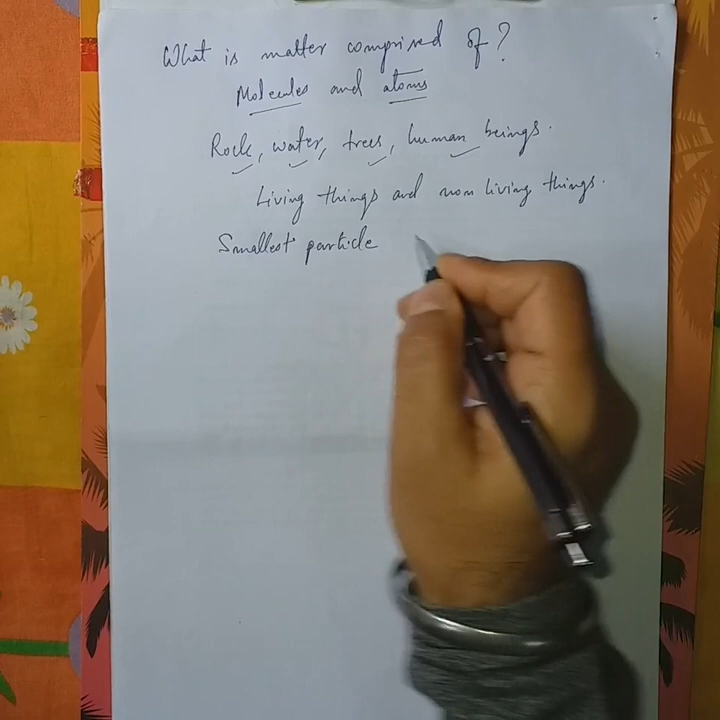 What is matter comprised of?
Molecules and atoms
Rock, water, trees, human beings.
Living things and non living things.
Smallest particle